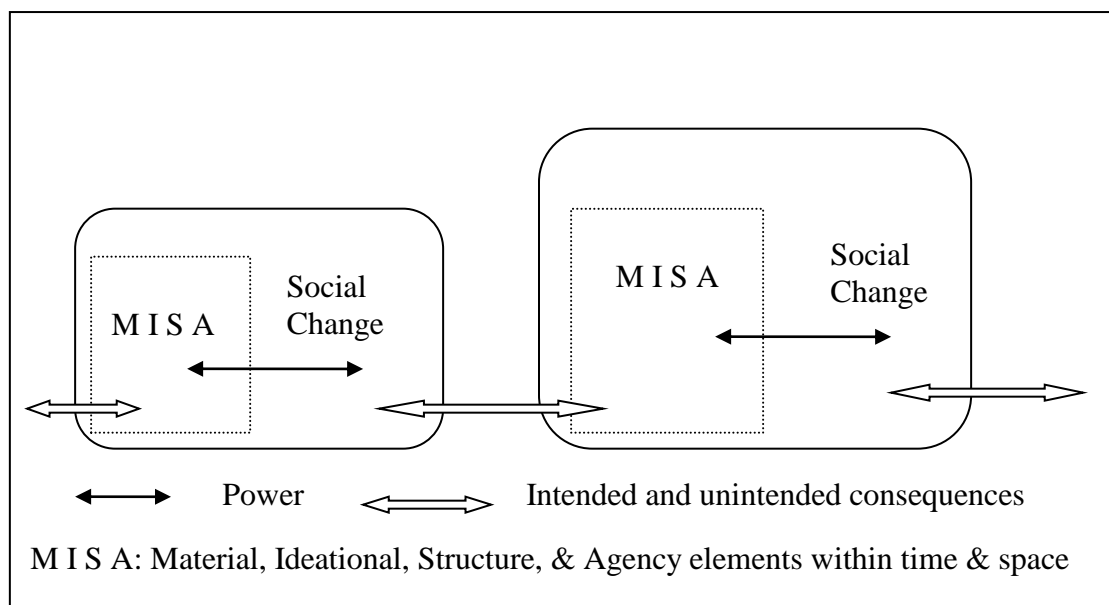 M I S A
Social
Change
M I S A
Social
Change
Power
Intended and unintended consequences
M I S A: Material, Ideational, Structure, & Agency elements within time & space